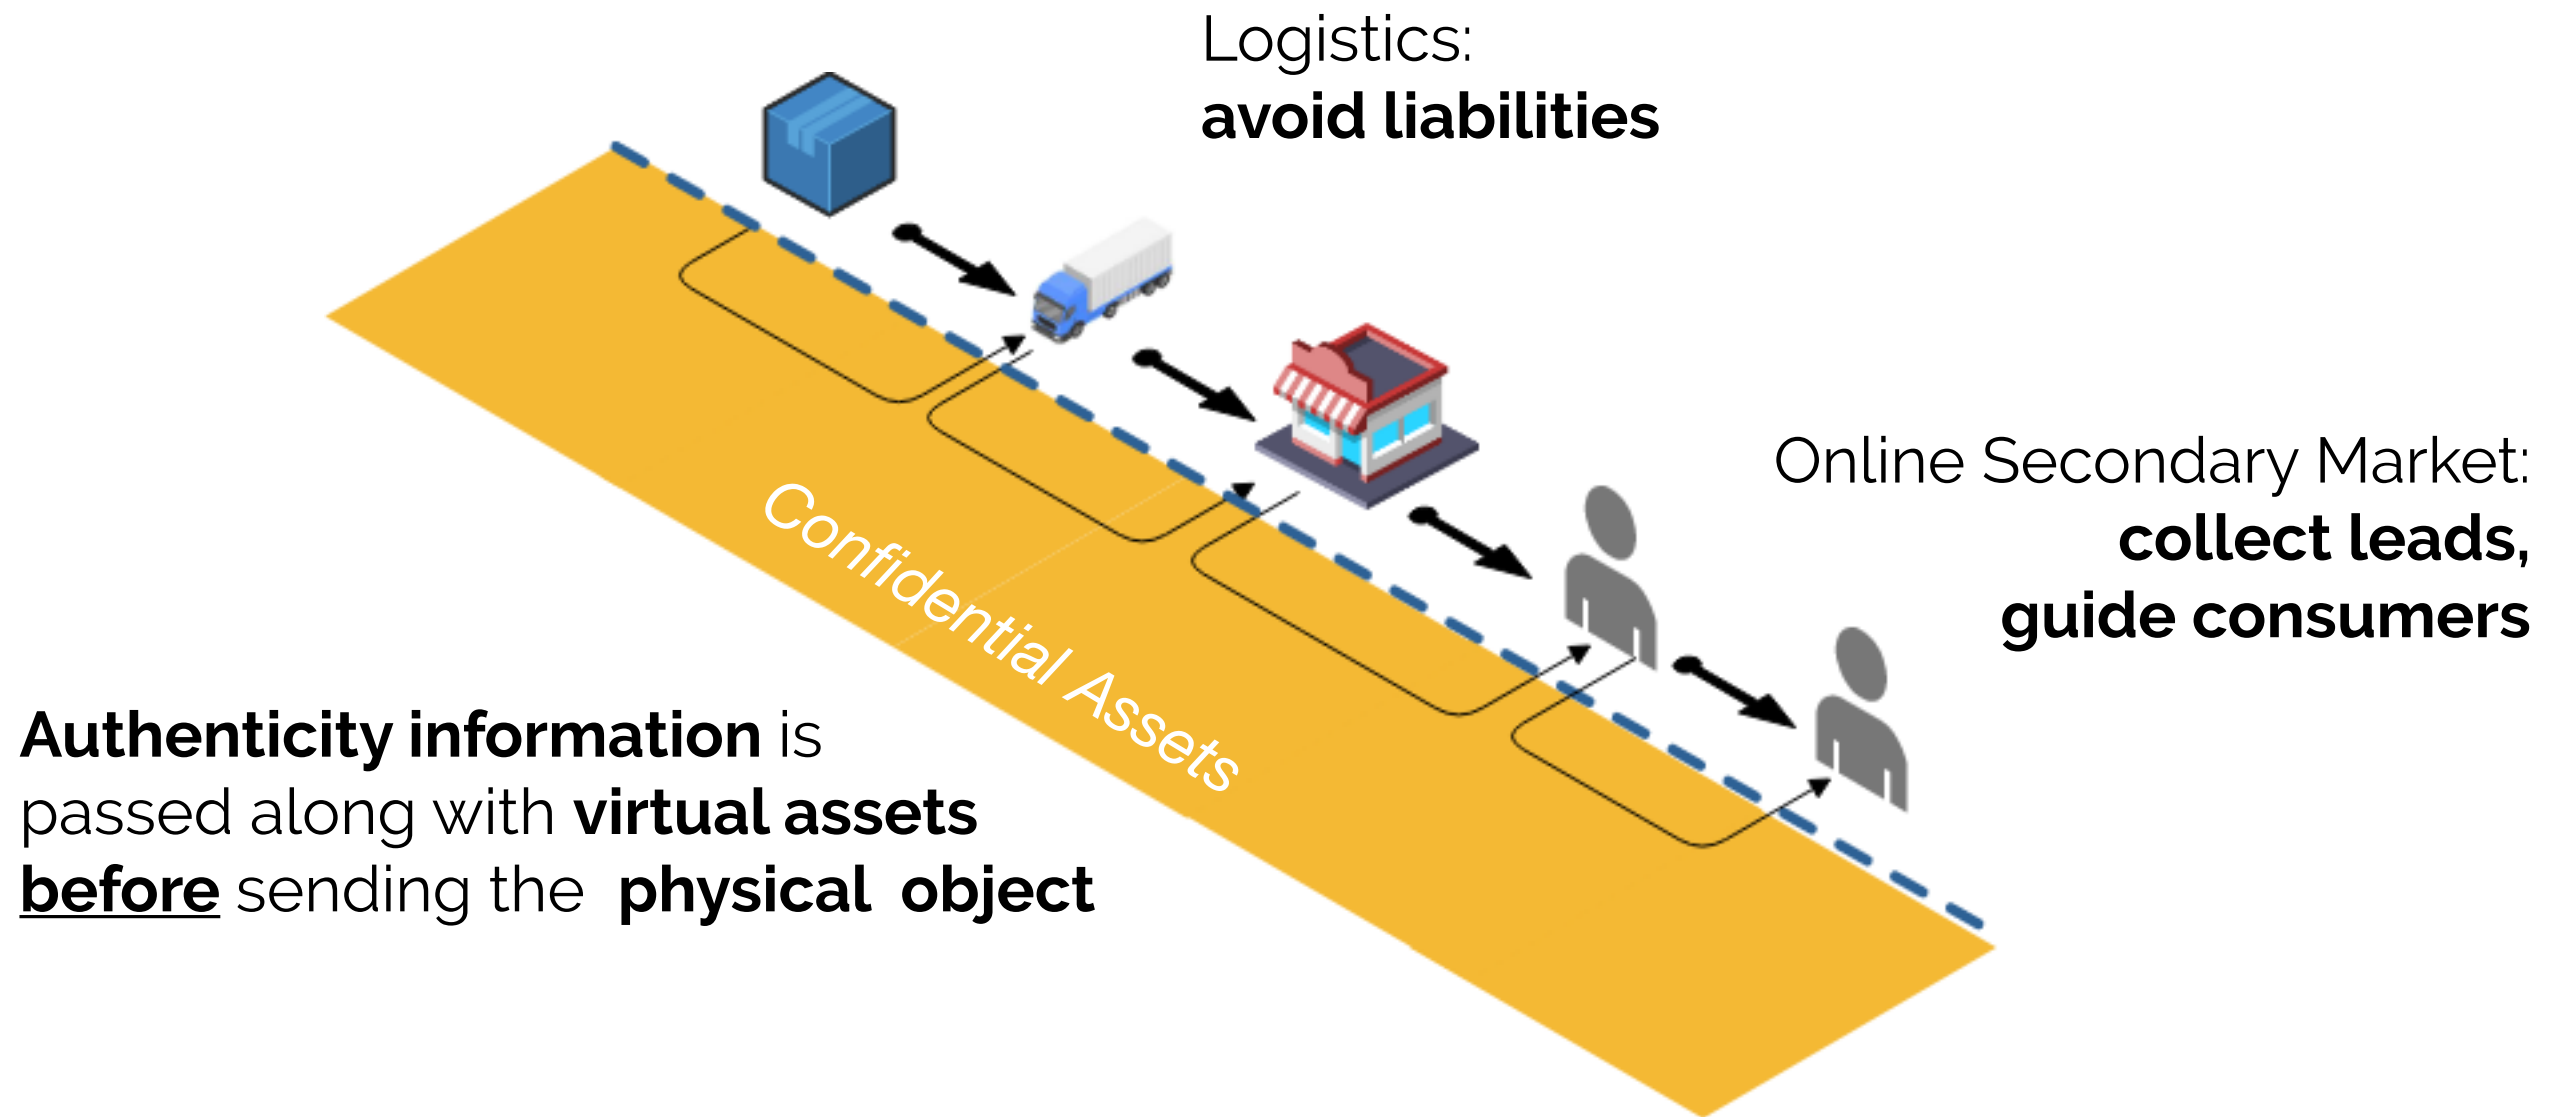 Logistics:
avoid liabilities
Online Secondary Market:
collect leads,
guide consumers
Confidential Assets
Authenticity information is
passed along with virtual assets
before sending the physical object